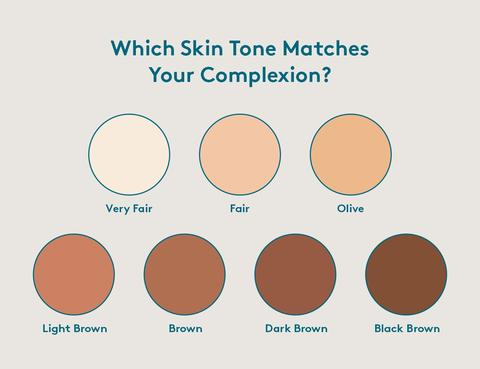 Which Skin Tone Matches
Your Complexion?
Very Fair
Fair
Olive
Light Brown
Brown
Dark Brown
Black Brown